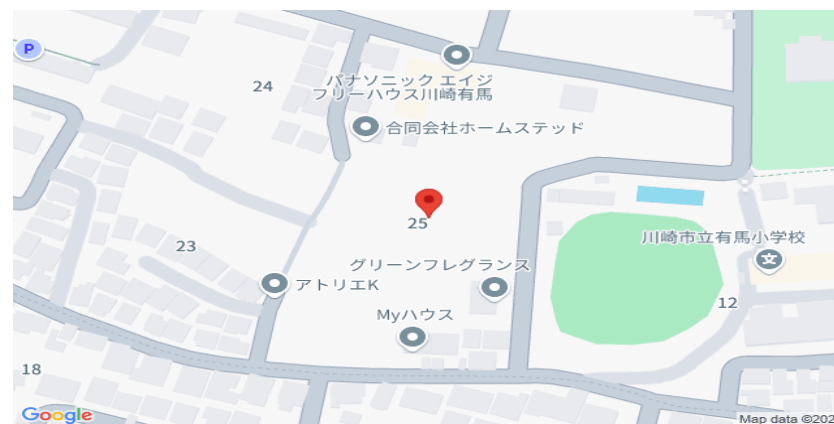 P
24
パナソニック エイジ
フリーハウス川崎有馬
合同会社ホームステッド
25
川崎市立有馬小学校
文
23
グリーンフレグランス
アトリエK
12
Myハウス
18
Google
Map data ©202